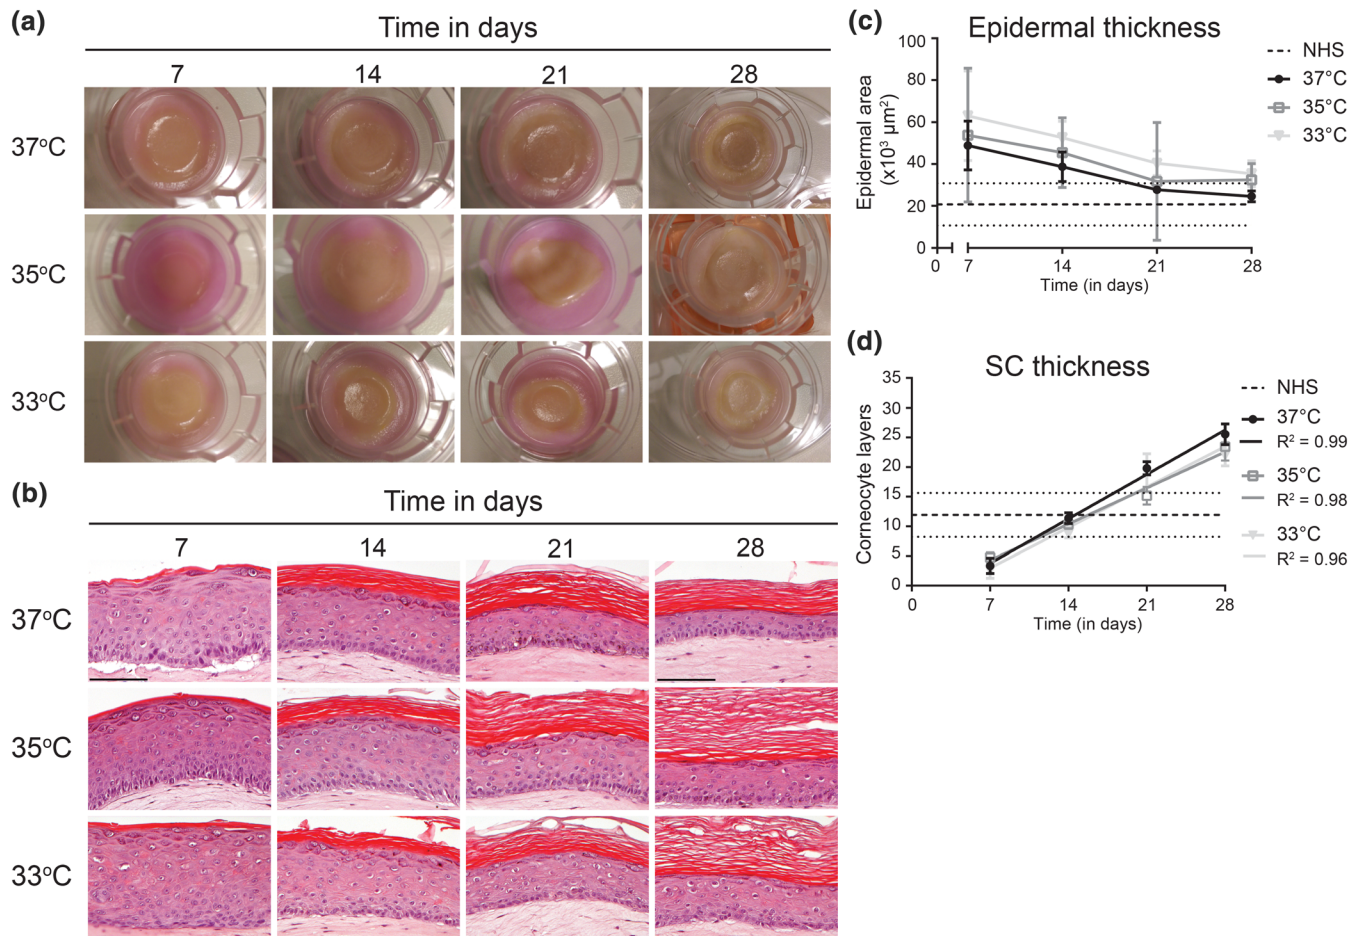 (a)
Time in days
7 14 21 28
37°C
35°C
33°C
(b)
Time in days
7 14 21 28
37°C
35°C
33°C
(c)
Epidermal thickness
Epidermal area
(x10³ µm²)
100
80
60
40
20
0
0 7 14 21 28
Time (in days)
NHS
37°C
35°C
33°C
(d)
SC thickness
Corneocyte layers
35
30
25
20
15
10
5
0
0 7 14 21 28
Time (in days)
NHS
37°C
R² = 0.99
35°C
R² = 0.98
33°C
R² = 0.96